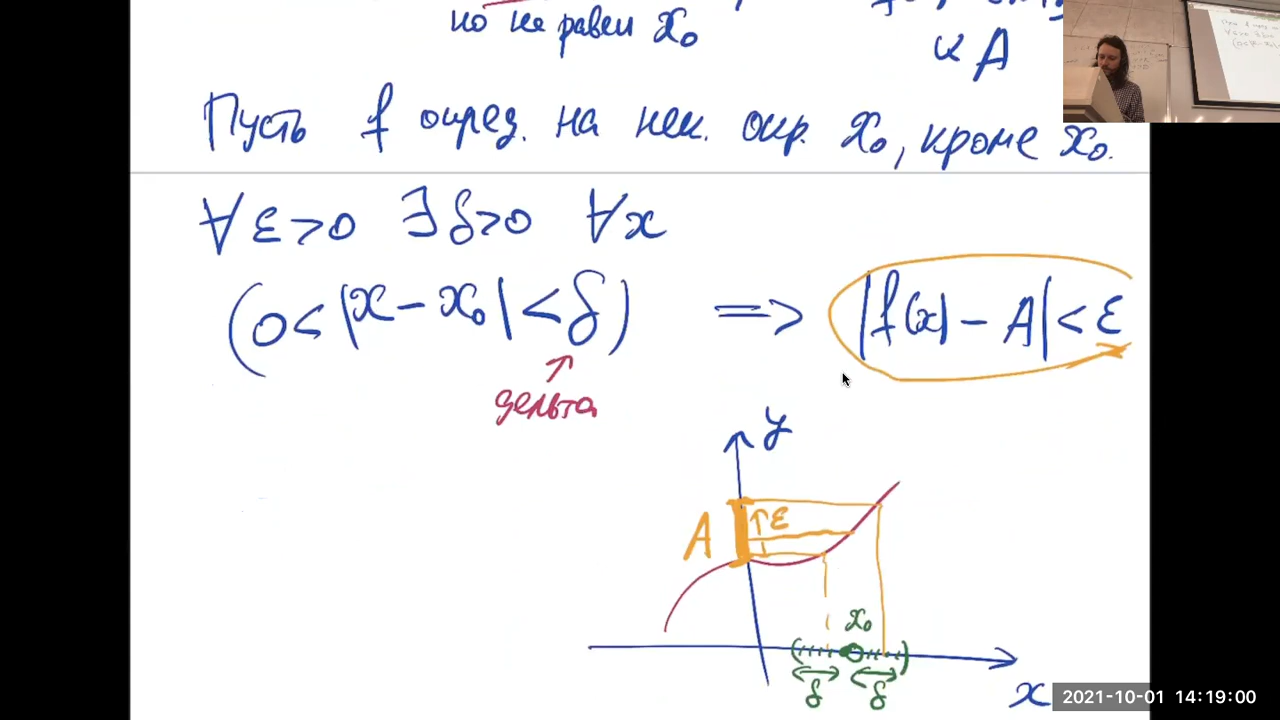 но не равен x₀
к A
Пусть f опред. на нек. окр. x₀, кроме x₀.
∀ε>0 ∃δ>0 ∀x
(0<|x-x₀|<δ) => |f(x)-A|<ε
дельта
y
A ε
x₀
δ δ
x
2021-10-01 14:19:00